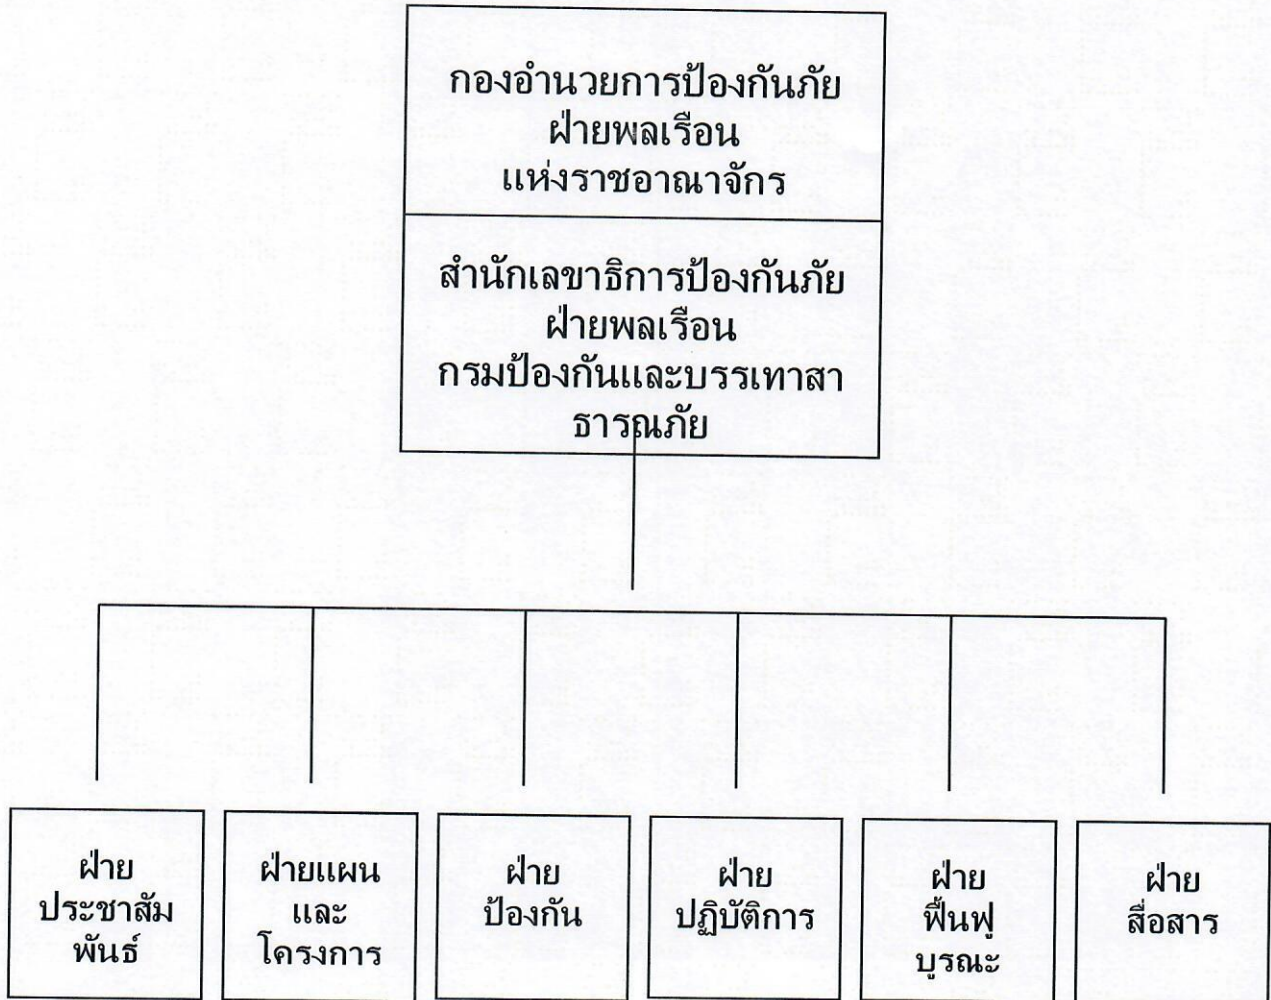 กองอำนวยการป้องกันภัย
ฝ่ายพลเรือน
แห่งราชอาณาจักร
สำนักเลขาธิการป้องกันภัย
ฝ่ายพลเรือน
กรมป้องกันและบรรเทาสา
ธารณภัย
ฝ่าย
ประชาสัม
พันธ์
ฝ่ายแผน
และ
โครงการ
ฝ่าย
ป้องกัน
ฝ่าย
ปฏิบัติการ
ฝ่าย
ฟื้นฟู
บูรณะ
ฝ่าย
สื่อสาร